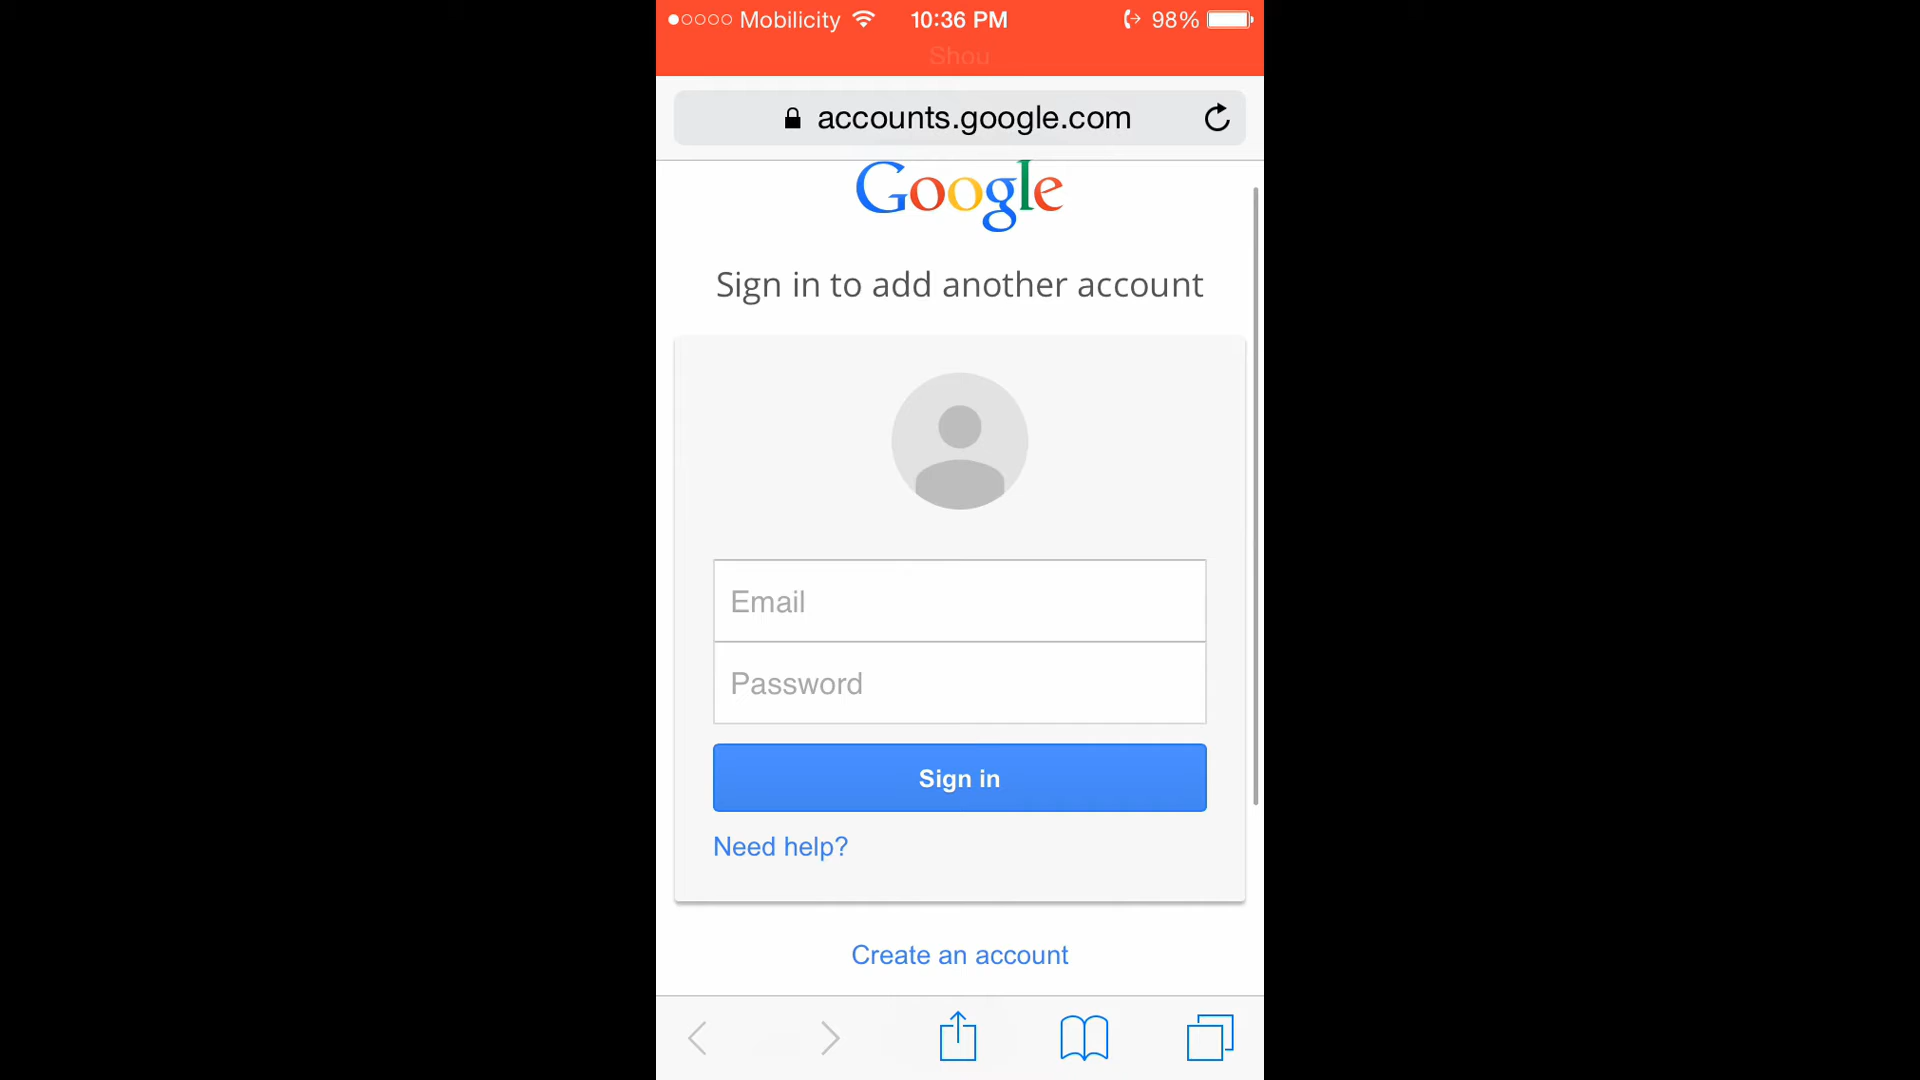 Mobilicity 10:36 PM 98%
Shou
accounts.google.com
Google
Sign in to add another account
Email
Password
Sign in
Need help?
Create an account